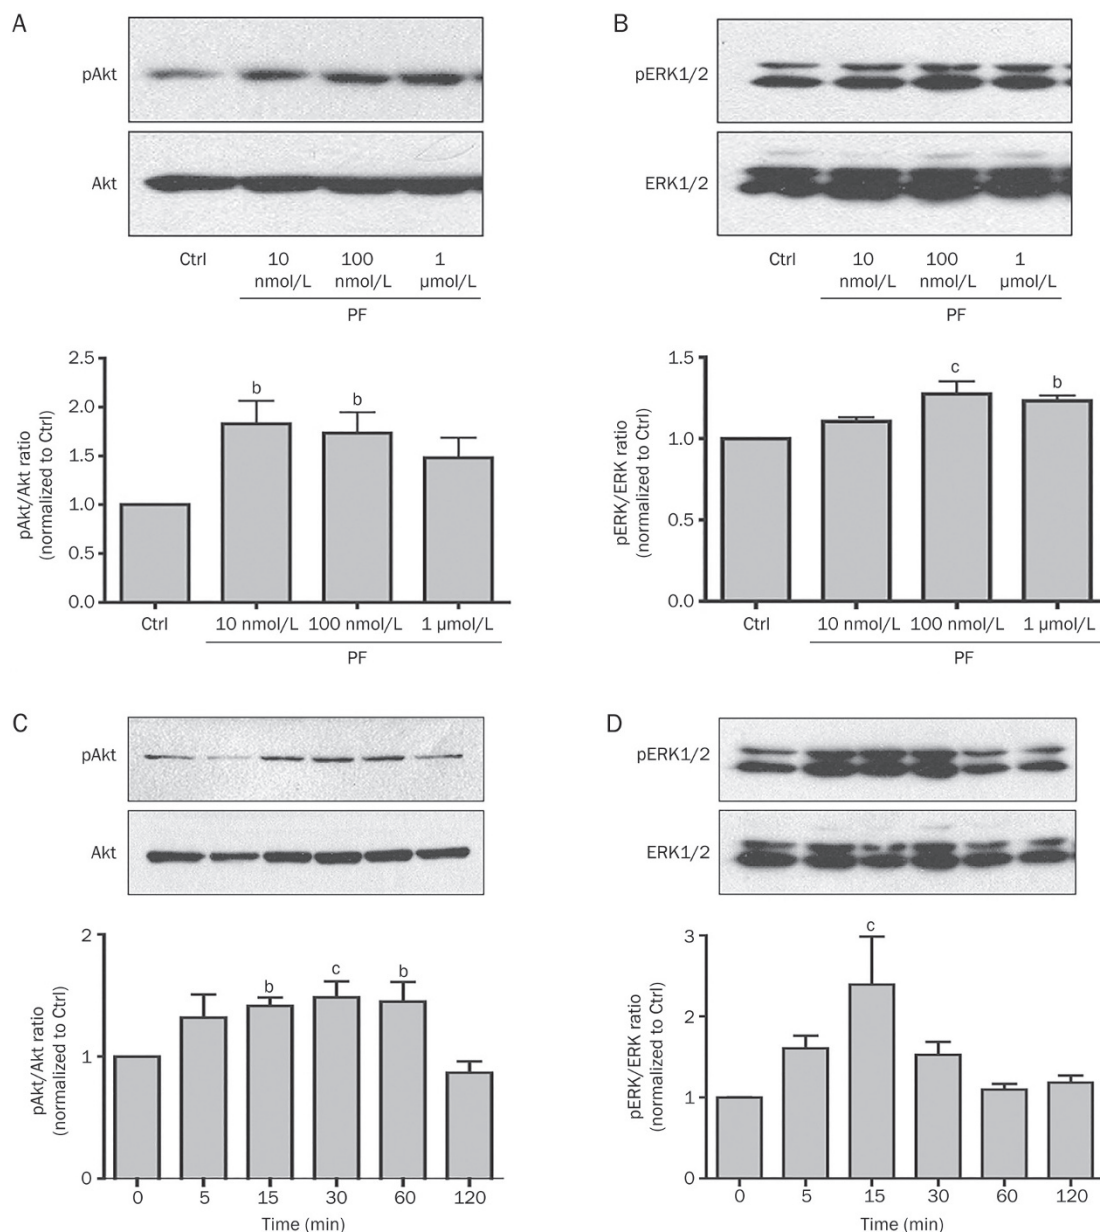 A
pAkt
Akt
Ctrl 10 nmol/L 100 nmol/L 1 µmol/L
PF
2.5
2.0
1.5
1.0
0.5
0.0
pAkt/Akt ratio
(normalized to Ctrl)
b b
Ctrl 10 nmol/L 100 nmol/L 1 µmol/L
PF
B
pERK1/2
ERK1/2
Ctrl 10 nmol/L 100 nmol/L 1 µmol/L
PF
1.5
1.0
0.5
0.0
pERK/ERK ratio
(normalized to Ctrl)
c b
Ctrl 10 nmol/L 100 nmol/L 1 µmol/L
PF
C
pAkt
Akt
2
1
0
pAkt/Akt ratio
(normalized to Ctrl)
b c b
0 5 15 30 60 120
Time (min)
D
pERK1/2
ERK1/2
3
2
1
0
pERK/ERK ratio
(normalized to Ctrl)
c
0 5 15 30 60 120
Time (min)